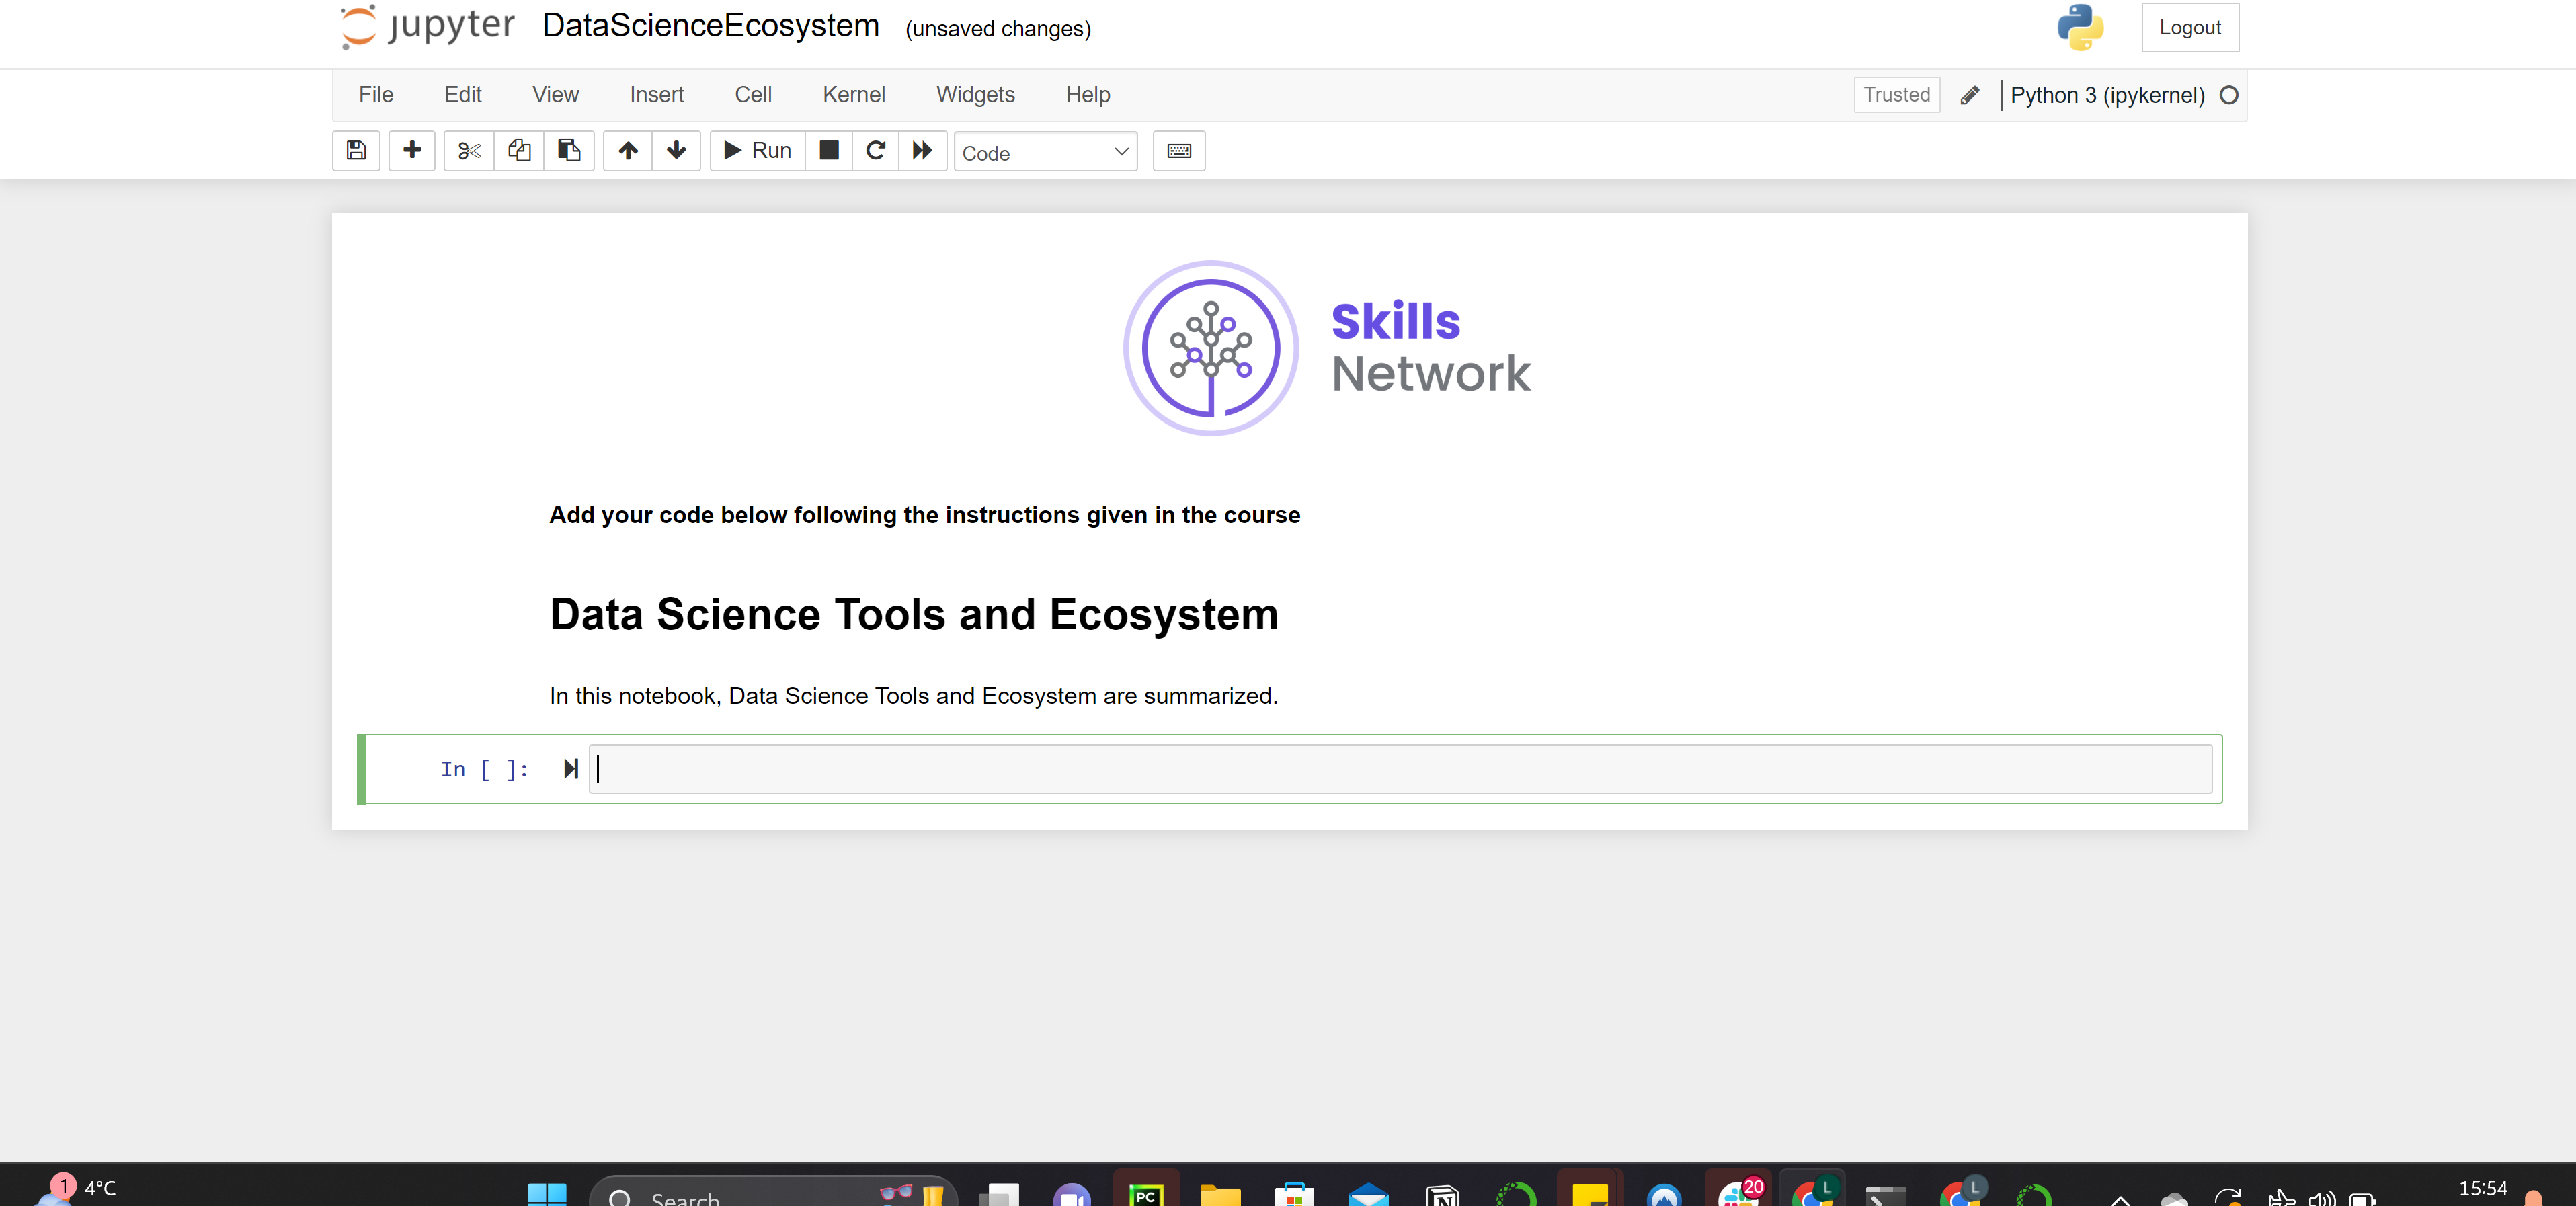 jupyter DataScienceEcosystem (unsaved changes)
Logout
File Edit View Insert Cell Kernel Widgets Help
Trusted
Python 3 (ipykernel)
Run
Code
Skills
Network
Add your code below following the instructions given in the course
Data Science Tools and Ecosystem
In this notebook, Data Science Tools and Ecosystem are summarized.
In [ ]:
1
4°C
Search
PC
N
20
L
L
15:54